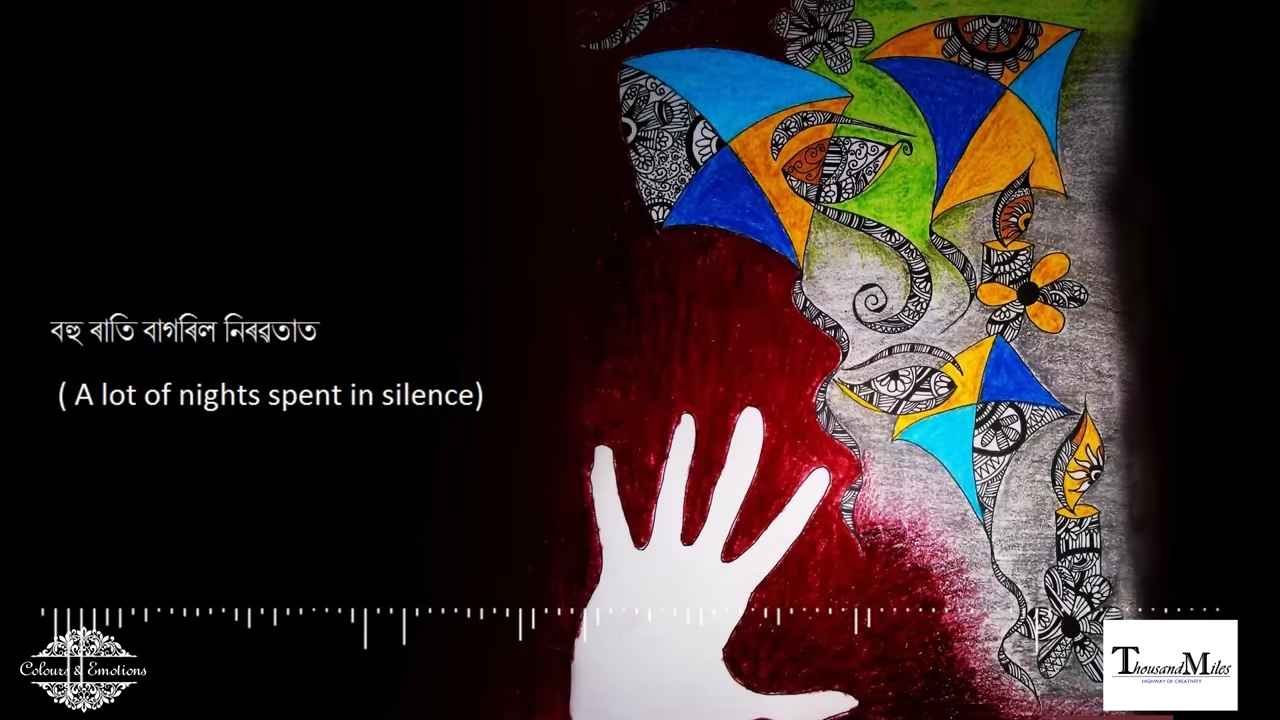 বহু ৰাতি বাগৰিল নিৰৱতাত
( A lot of nights spent in silence)
Colours & Emotions
ThousandMiles
HIGHWAY OF CREATIVITY